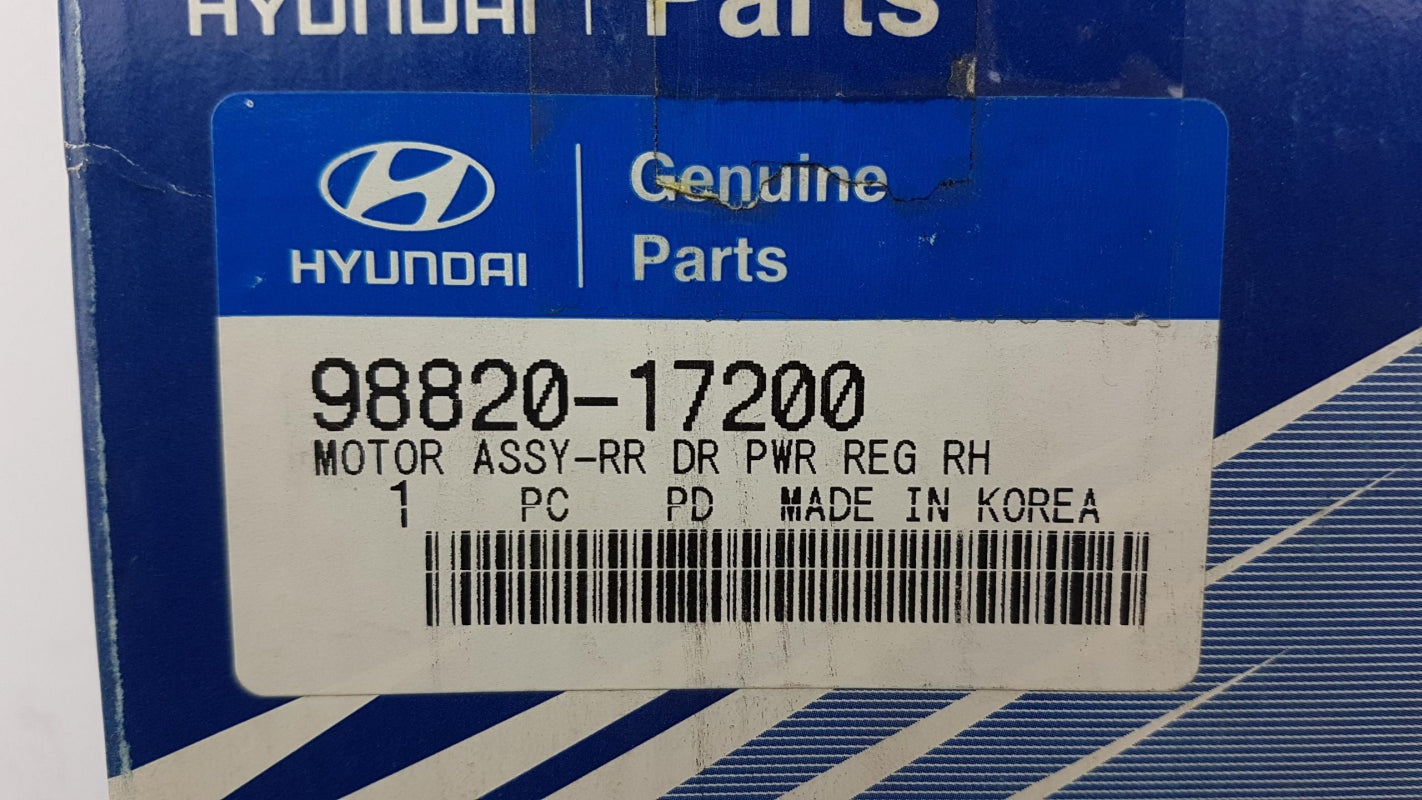 HYUNDAI | Parts
Genuine
HYUNDAI
Parts
98820-17200
MOTOR ASSY-RR DR PWR REG RH
1 PC PD MADE IN KOREA